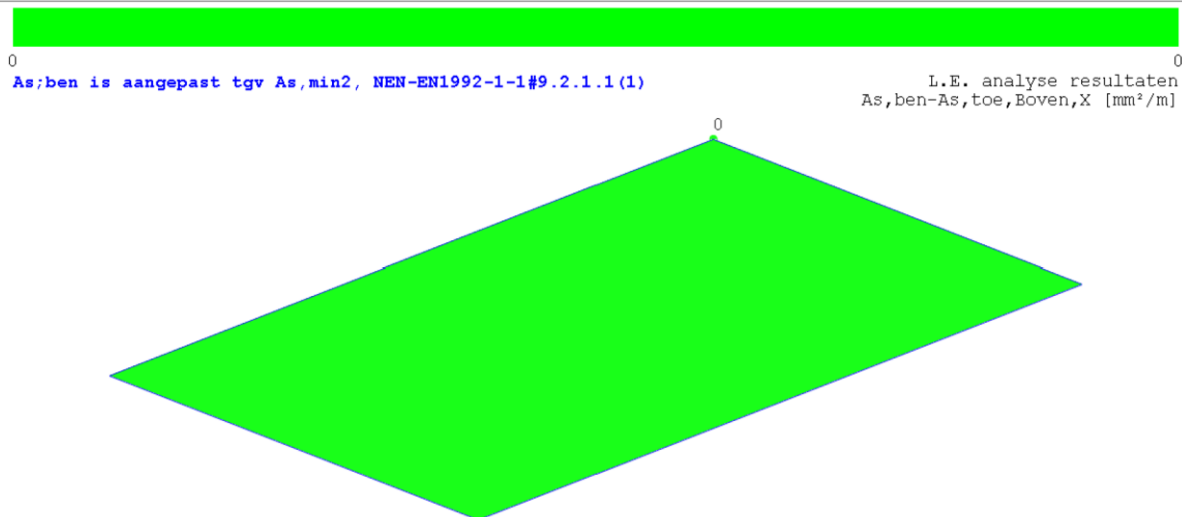 0 0
As;ben is aangepast tgv As,min2, NEN-EN1992-1-1#9.2.1.1(1)
L.E. analyse resultaten
As,ben-As,toe,Boven,X [mm²/m]
0